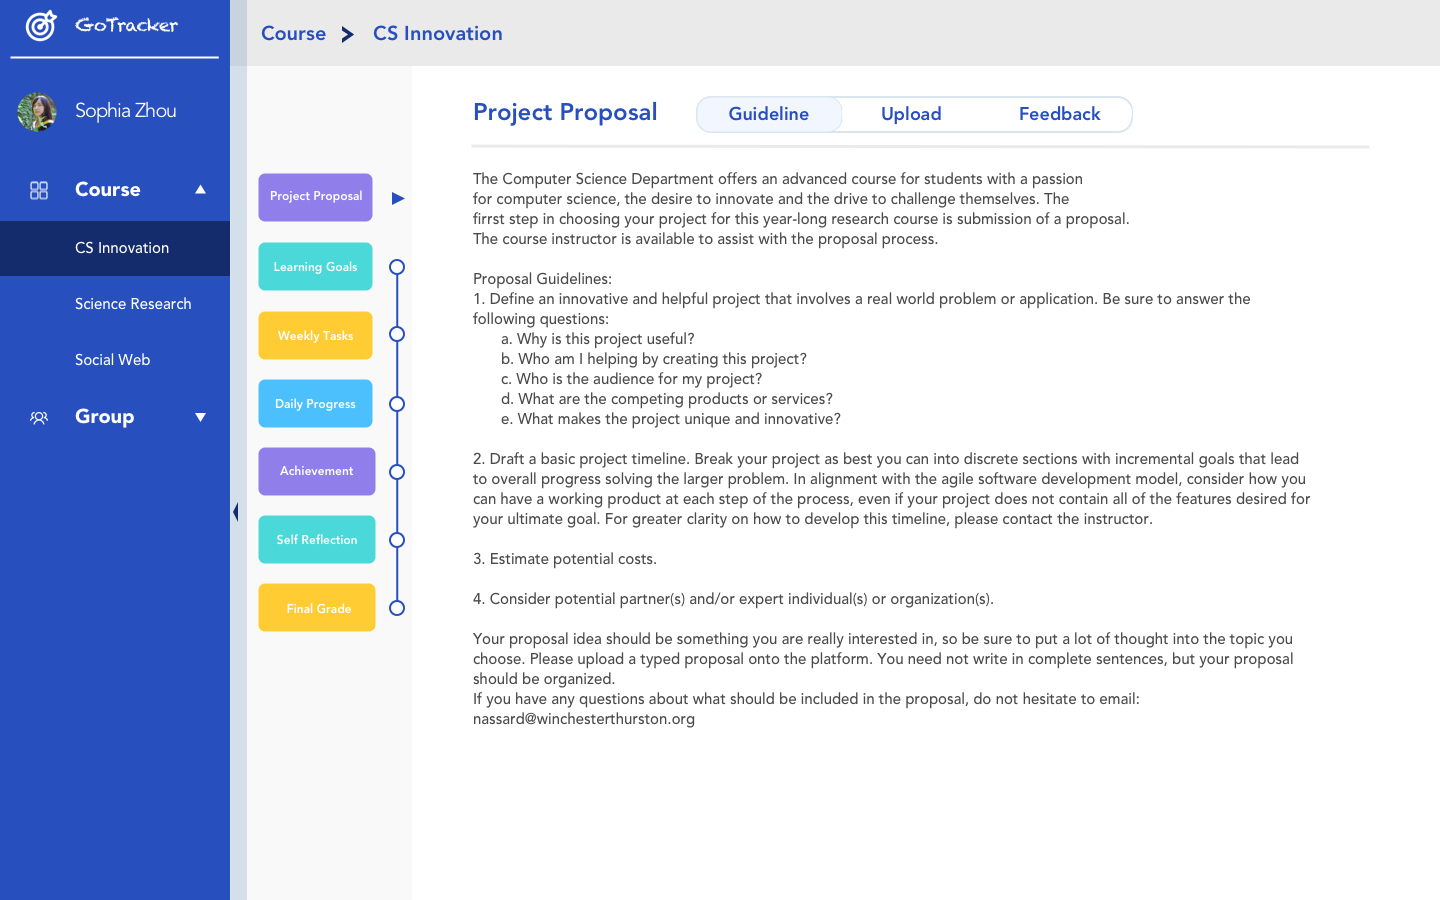 GoTracker
Sophia Zhou
Course
CS Innovation
Science Research
Social Web
Group
Course > CS Innovation
Project Proposal
Learning Goals
Weekly Tasks
Daily Progress
Achievement
Self Reflection
Final Grade
Project Proposal
Guideline
Upload
Feedback
The Computer Science Department offers an advanced course for students with a passion
for computer science, the desire to innovate and the drive to challenge themselves. The
firrst step in choosing your project for this year-long research course is submission of a proposal.
The course instructor is available to assist with the proposal process.
Proposal Guidelines:
1. Define an innovative and helpful project that involves a real world problem or application. Be sure to answer the
following questions:
a. Why is this project useful?
b. Who am I helping by creating this project?
c. Who is the audience for my project?
d. What are the competing products or services?
e. What makes the project unique and innovative?
2. Draft a basic project timeline. Break your project as best you can into discrete sections with incremental goals that lead
to overall progress solving the larger problem. In alignment with the agile software development model, consider how you
can have a working product at each step of the process, even if your project does not contain all of the features desired for
your ultimate goal. For greater clarity on how to develop this timeline, please contact the instructor.
3. Estimate potential costs.
4. Consider potential partner(s) and/or expert individual(s) or organization(s).
Your proposal idea should be something you are really interested in, so be sure to put a lot of thought into the topic you
choose. Please upload a typed proposal onto the platform. You need not write in complete sentences, but your proposal
should be organized.
If you have any questions about what should be included in the proposal, do not hesitate to email:
nassard@winchesterthurston.org